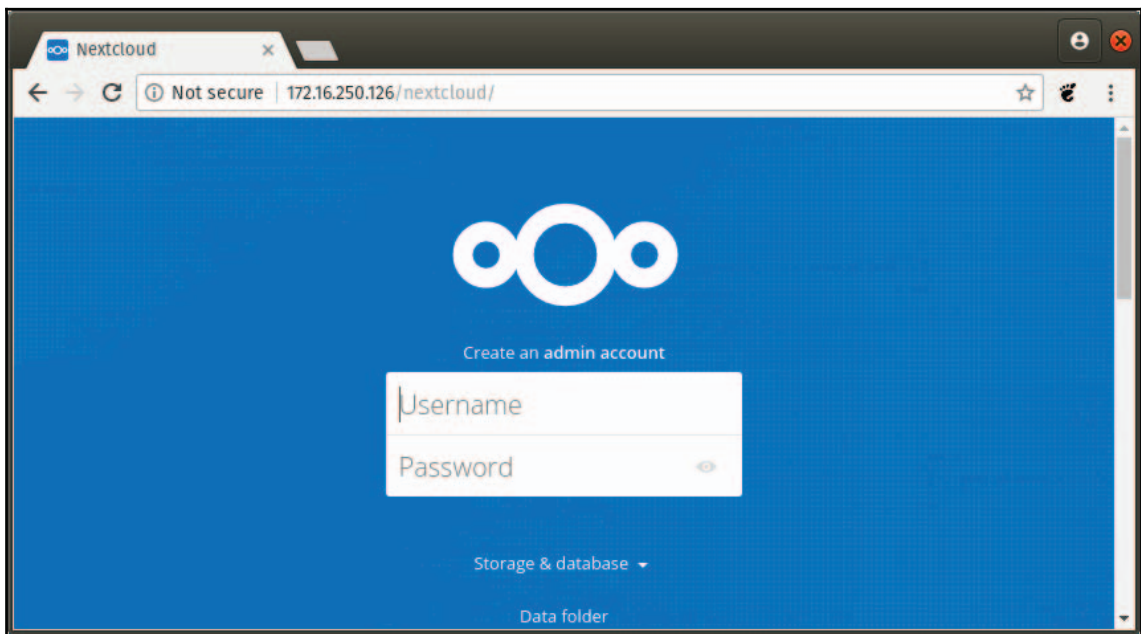 Nextcloud
Not secure 172.16.250.126/nextcloud/
Create an admin account
Username
Password
Storage & database
Data folder